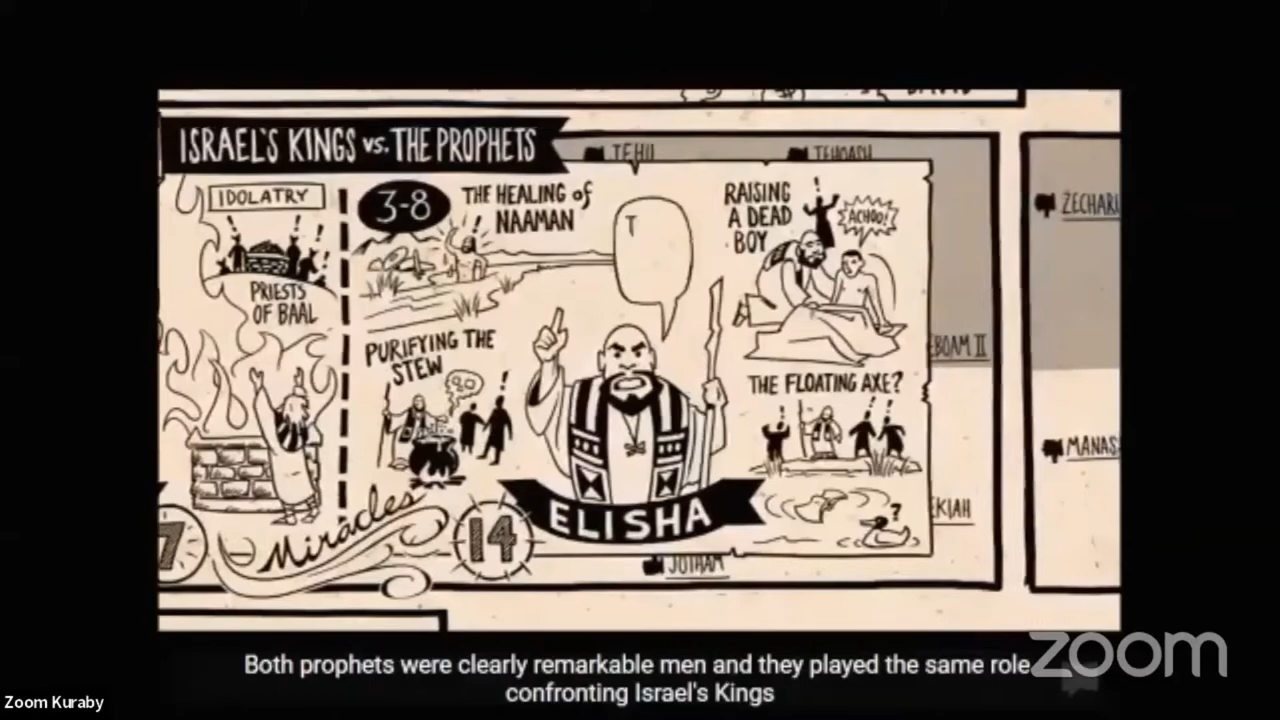 ISRAEL'S KINGS vs. THE PROPHETS
JEHU
JEHOASH
IDOLATRY
PRIESTS
OF BAAL
3-8
THE HEALING of
NAAMAN
T
RAISING
A DEAD
BOY
ACHOO!
PURIFYING THE
STEW
THE FLOATING AXE?
?
ELISHA
7
Miracles
14
JOTHAM
EBOAM II
EKIAH
ZECHARI
MANAS
Both prophets were clearly remarkable men and they played the same role
confronting Israel's Kings
zoom
Zoom Kuraby